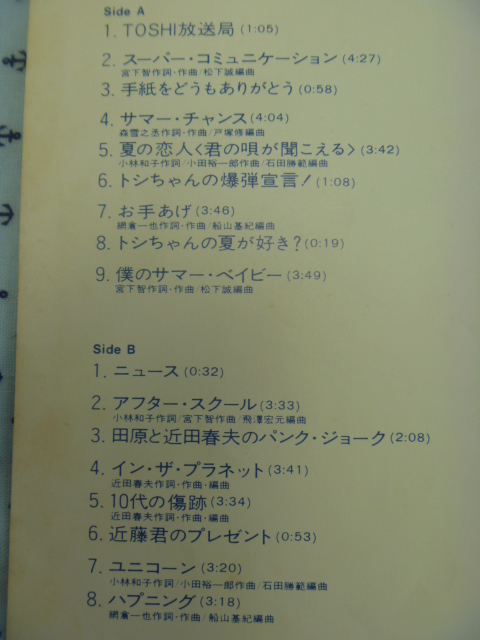 Side A
1. TOSHI放送局(1:05)
2. スーパー・コミュニケーション(4:27)
宮下智作詞・作曲/松下誠編曲
3. 手紙をどうもありがとう(0:58)
4. サマー・チャンス(4:04)
森雪之丞作詞・作曲/戸塚修編曲
5. 夏の恋人<君の唄が聞こえる>(3:42)
小林和子作詞/小田裕一郎作曲/石田勝範編曲
6. トシちゃんの爆弾宣言!(1:08)
7. お手あげ(3:46)
網倉一也作詞・作曲/船山基紀編曲
8. トシちゃんの夏が好き?(0:19)
9. 僕のサマー・ベイビー(3:49)
宮下智作詞・作曲/松下誠編曲
Side B
1. ニュース(0:32)
2. アフター・スクール(3:33)
小林和子作詞/宮下智作曲/飛澤宏元編曲
3. 田原と近田春夫のパンク・ジョーク(2:08)
4. イン・ザ・プラネット(3:41)
近田春夫作詞・作曲・編曲
5. 10代の傷跡(3:34)
近田春夫作詞・作曲・編曲
6. 近藤君のプレゼント(0:53)
7. ユニコーン(3:20)
小林和子作詞/小田裕一郎作曲/石田勝範編曲
8. ハプニング(3:18)
網倉一也作詞・作曲/船山基紀編曲